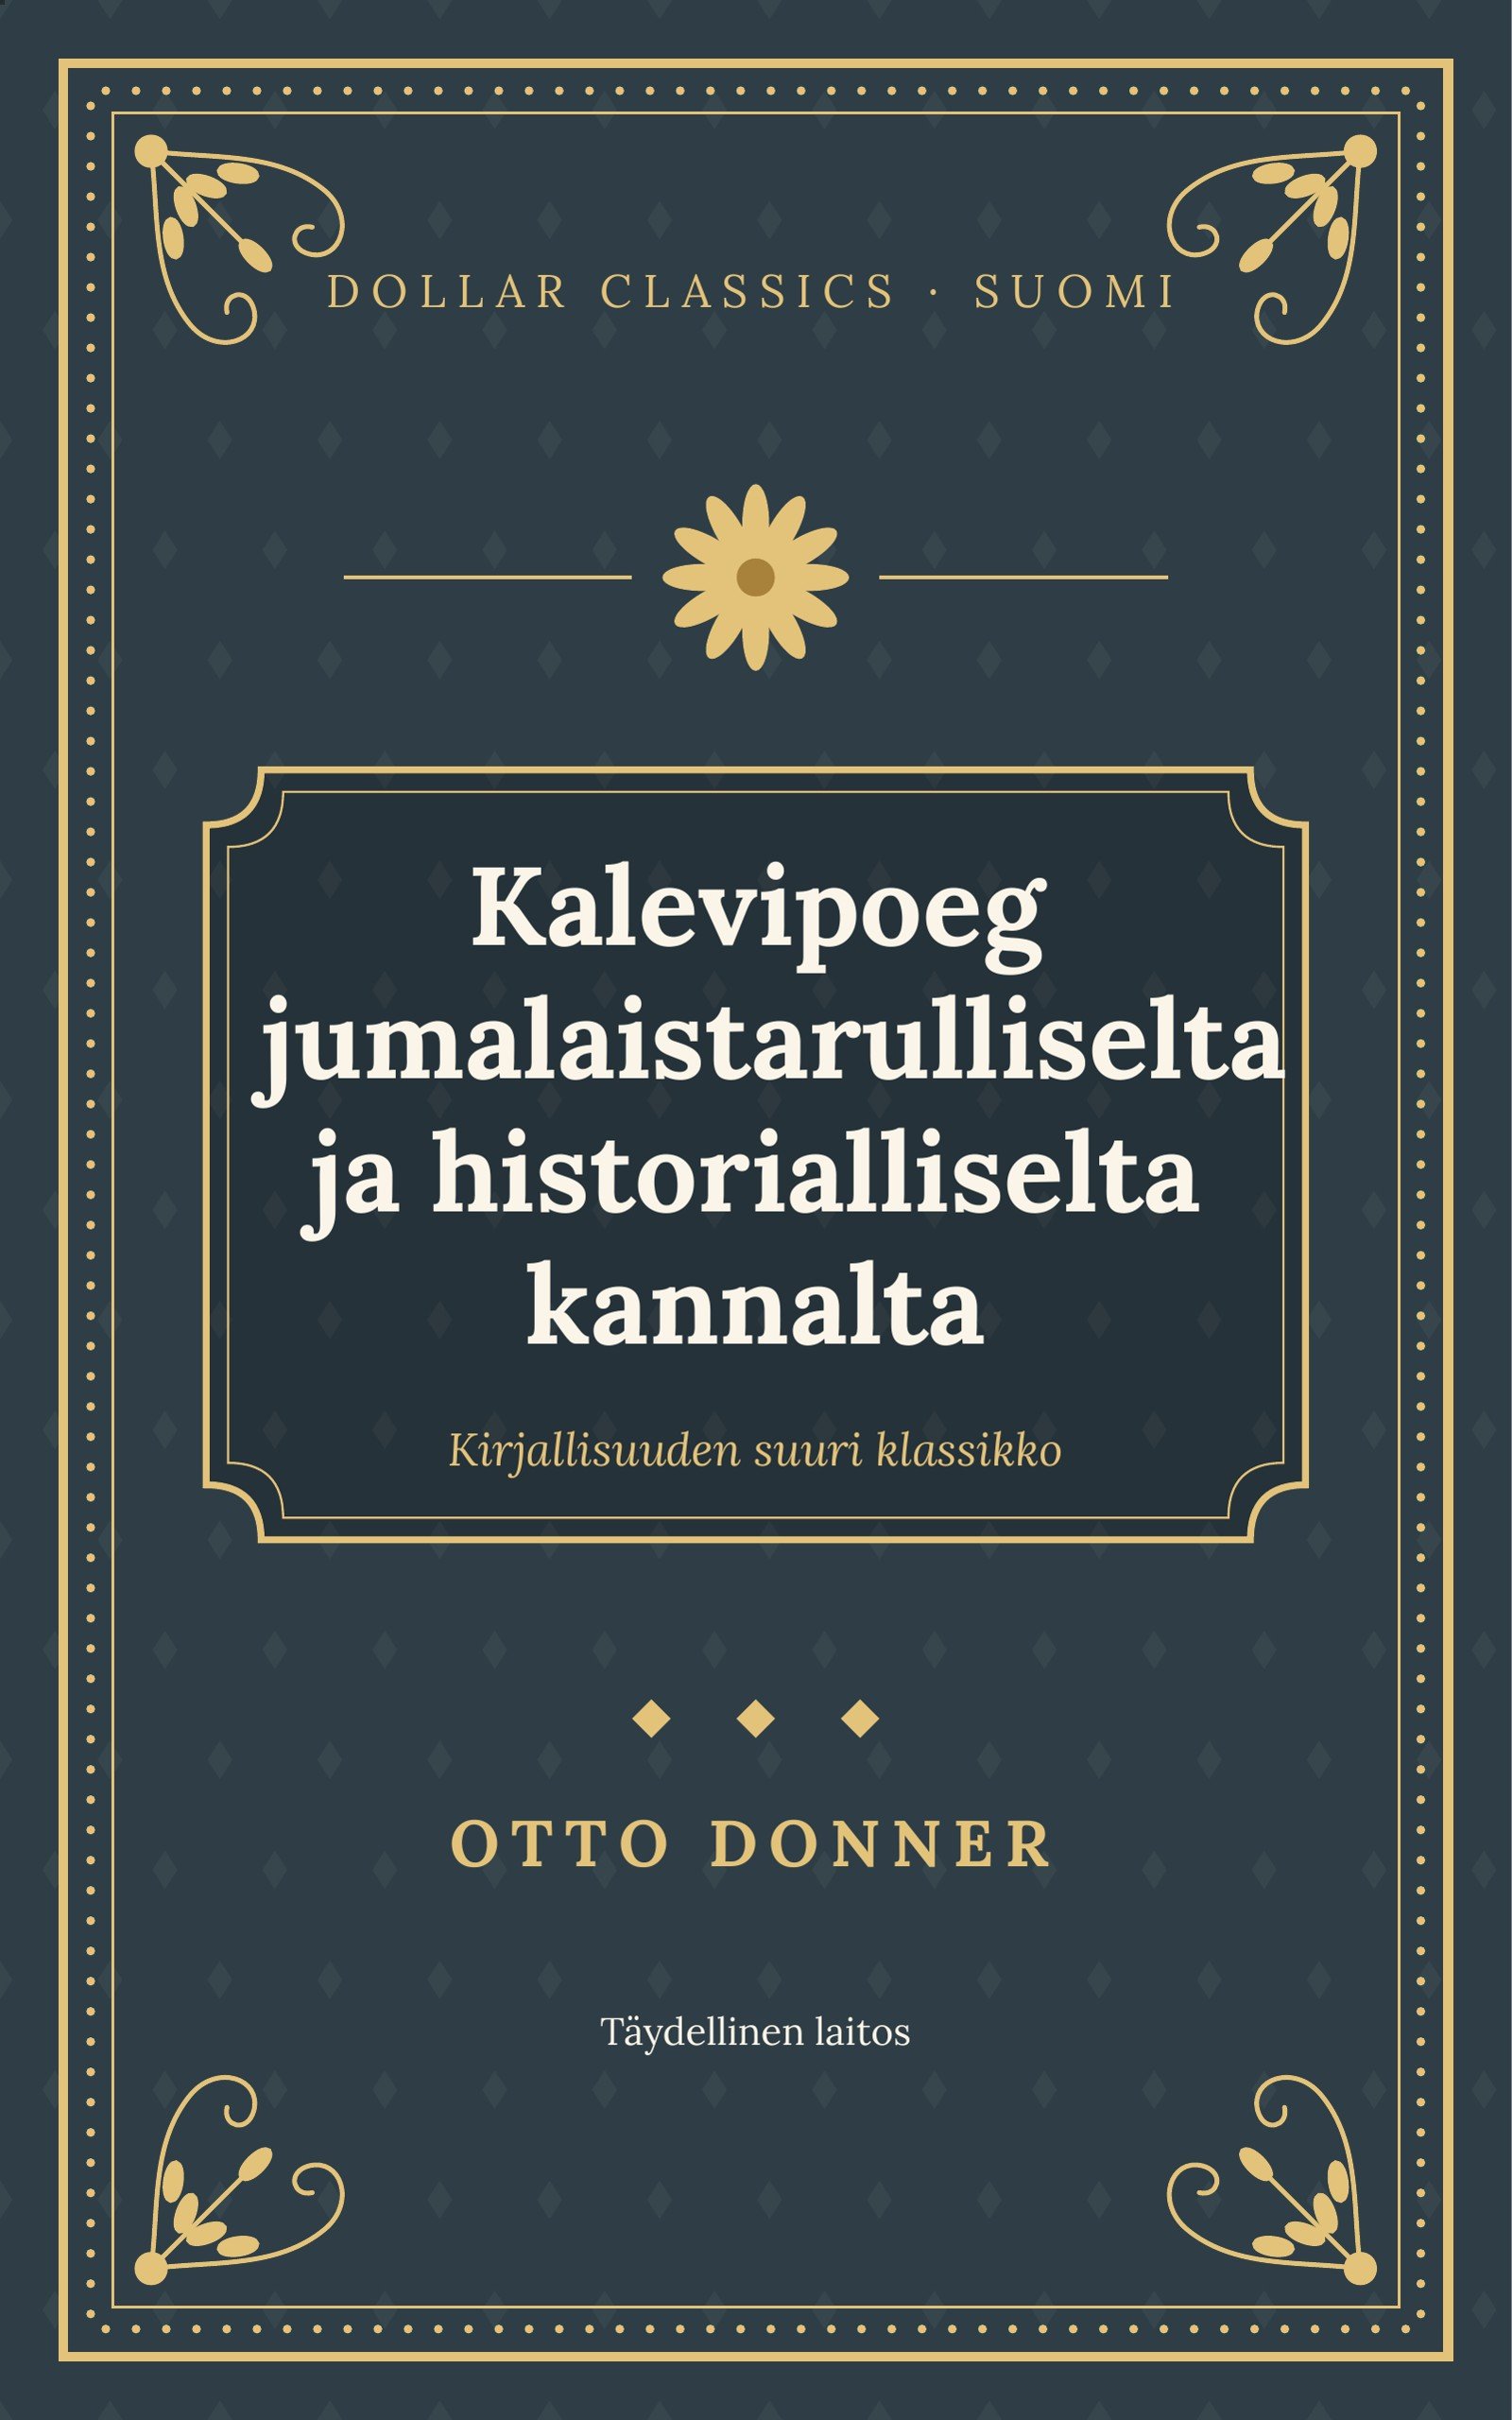 DOLLAR CLASSICS · SUOMI
Kalevipoeg
jumalaistarulliselta
ja historialliselta
kannalta
Kirjallisuuden suuri klassikko
OTTO DONNER
Täydellinen laitos